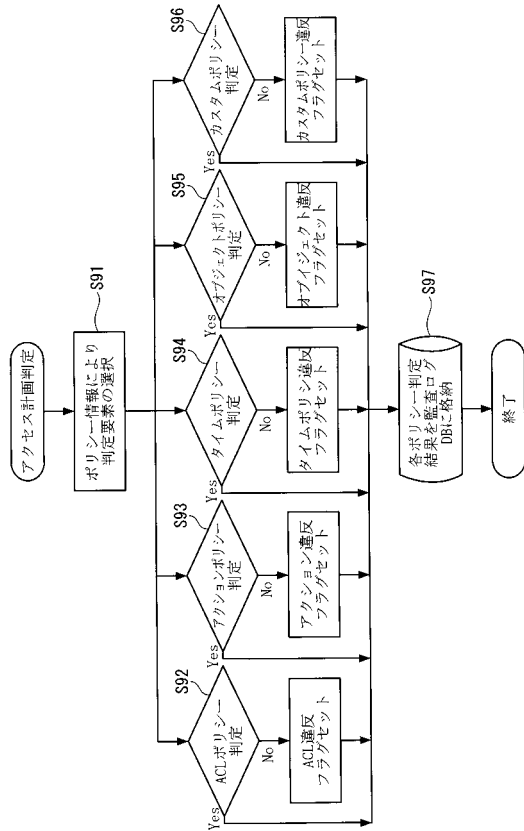 アクセス計画判定
S91
ポリシー情報により
判定要素の選択
S92
ACLポリシー
判定
Yes
No
ACL違反
フラグセット
S93
アクションポリシー
判定
Yes
No
アクション違反
フラグセット
S94
タイムポリシー
判定
Yes
No
タイムポリシ違反
フラグセット
S95
オブジェクトポリシー
判定
Yes
No
オブイジェクト違反
フラグセット
S96
カスタムポリシー
判定
Yes
No
カスタムポリシー違反
フラグセット
S97
各ポリシー判定
結果を監査ログ
DBに格納
終了